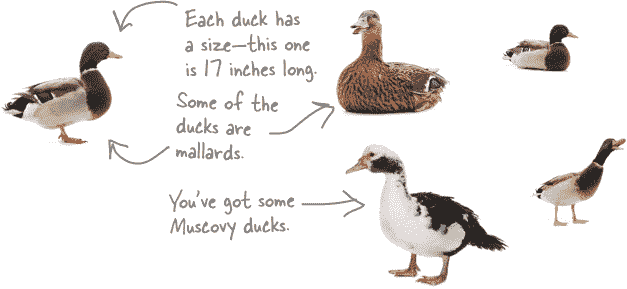 Each duck has
a size—this one
is 17 inches long.
Some of the
ducks are
mallards.
You've got some
Muscovy ducks.